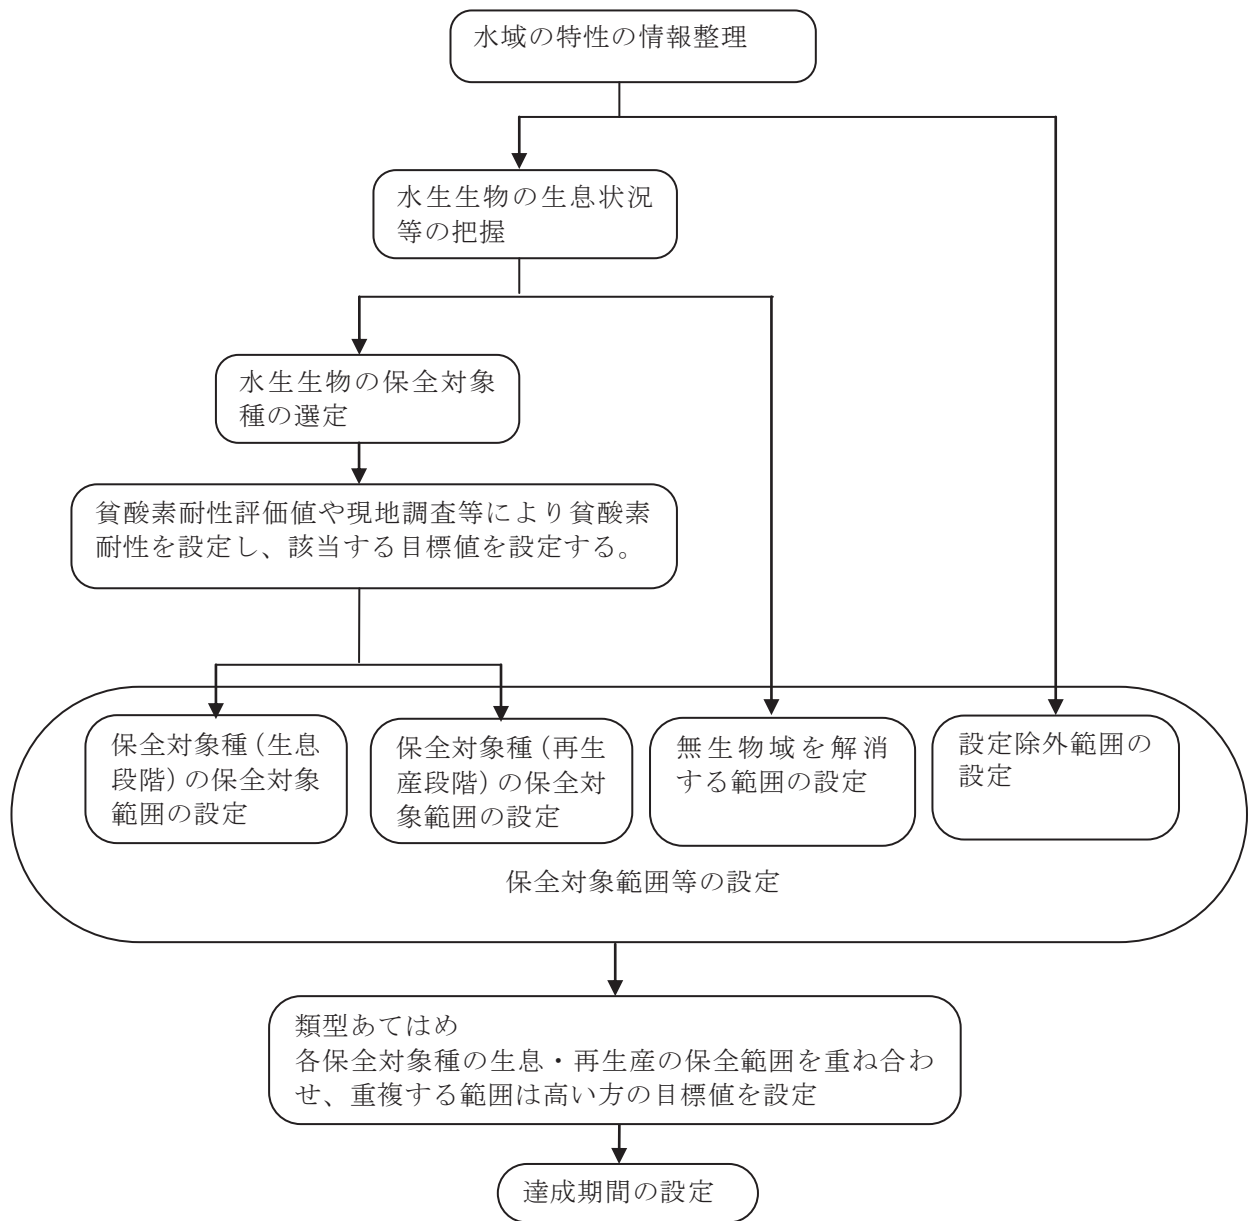 水域の特性の情報整理
水生生物の生息状況
等の把握
水生生物の保全対象
種の選定
貧酸素耐性評価値や現地調査等により貧酸素
耐性を設定し、該当する目標値を設定する。
保全対象種（生息
段階）の保全対象
範囲の設定
保全対象種（再生
産段階）の保全対
象範囲の設定
無生物域を解消
する範囲の設定
設定除外範囲の
設定
保全対象範囲等の設定
類型あてはめ
各保全対象種の生息・再生産の保全範囲を重ね合わ
せ、重複する範囲は高い方の目標値を設定
達成期間の設定